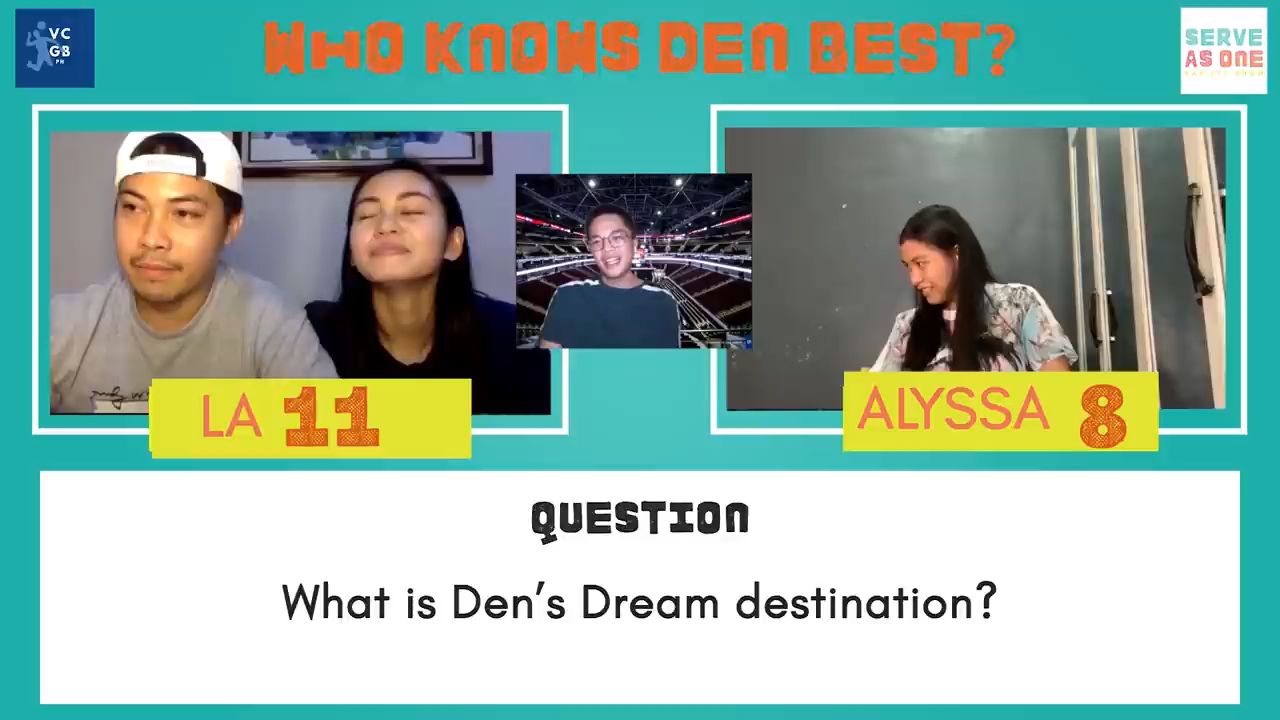 VC
GB
PH
WHO KNOWS DEN BEST?
SERVE
AS ONE
LA 11
ALYSSA 8
QUESTION
What is Den's Dream destination?